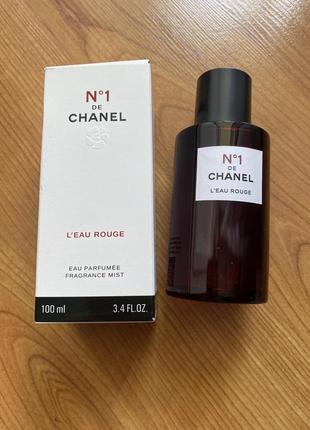 N°1
DE
CHANEL
L'EAU ROUGE
EAU PARFUMÉE
FRAGRANCE MIST
100 ml 3.4 FL.OZ.
N°1
DE
CHANEL
L'EAU ROUGE